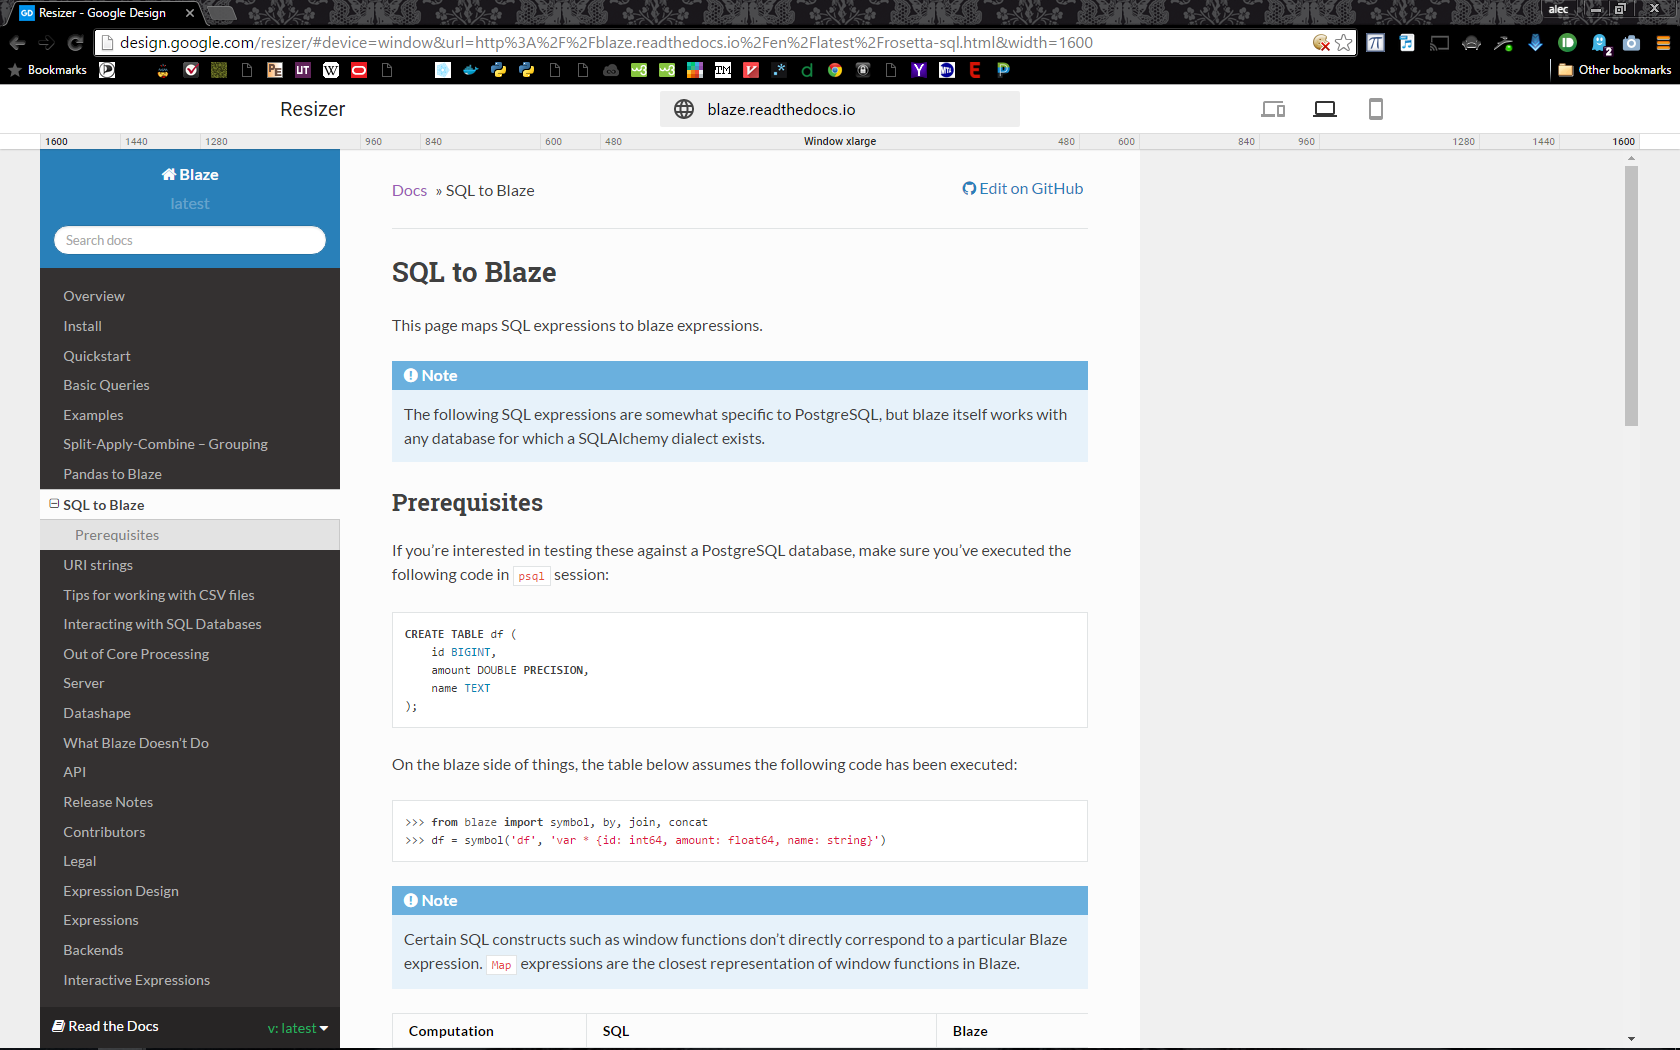 Resizer - Google Design
alec
design.google.com/resizer/#device=window&url=http%3A%2F%2Fblaze.readthedocs.io%2Fen%2Flatest%2Frosetta-sql.html&width=1600
Bookmarks
Other bookmarks
Resizer
blaze.readthedocs.io
1600 1440 1280 960 840 600 480 Window xlarge 480 600 840 960 1280 1440 1600
Blaze
latest
Search docs
Overview
Install
Quickstart
Basic Queries
Examples
Split-Apply-Combine – Grouping
Pandas to Blaze
SQL to Blaze
Prerequisites
URI strings
Tips for working with CSV files
Interacting with SQL Databases
Out of Core Processing
Server
Datashape
What Blaze Doesn't Do
API
Release Notes
Contributors
Legal
Expression Design
Expressions
Backends
Interactive Expressions
Read the Docs
v: latest
Docs » SQL to Blaze
Edit on GitHub
SQL to Blaze
This page maps SQL expressions to blaze expressions.
Note
The following SQL expressions are somewhat specific to PostgreSQL, but blaze itself works with
any database for which a SQLAlchemy dialect exists.
Prerequisites
If you're interested in testing these against a PostgreSQL database, make sure you've executed the
following code in psql session:
CREATE TABLE df (
    id BIGINT,
    amount DOUBLE PRECISION,
    name TEXT
);
On the blaze side of things, the table below assumes the following code has been executed:
>>> from blaze import symbol, by, join, concat
>>> df = symbol('df', 'var * {id: int64, amount: float64, name: string}')
Note
Certain SQL constructs such as window functions don't directly correspond to a particular Blaze
expression. Map expressions are the closest representation of window functions in Blaze.
Computation SQL Blaze